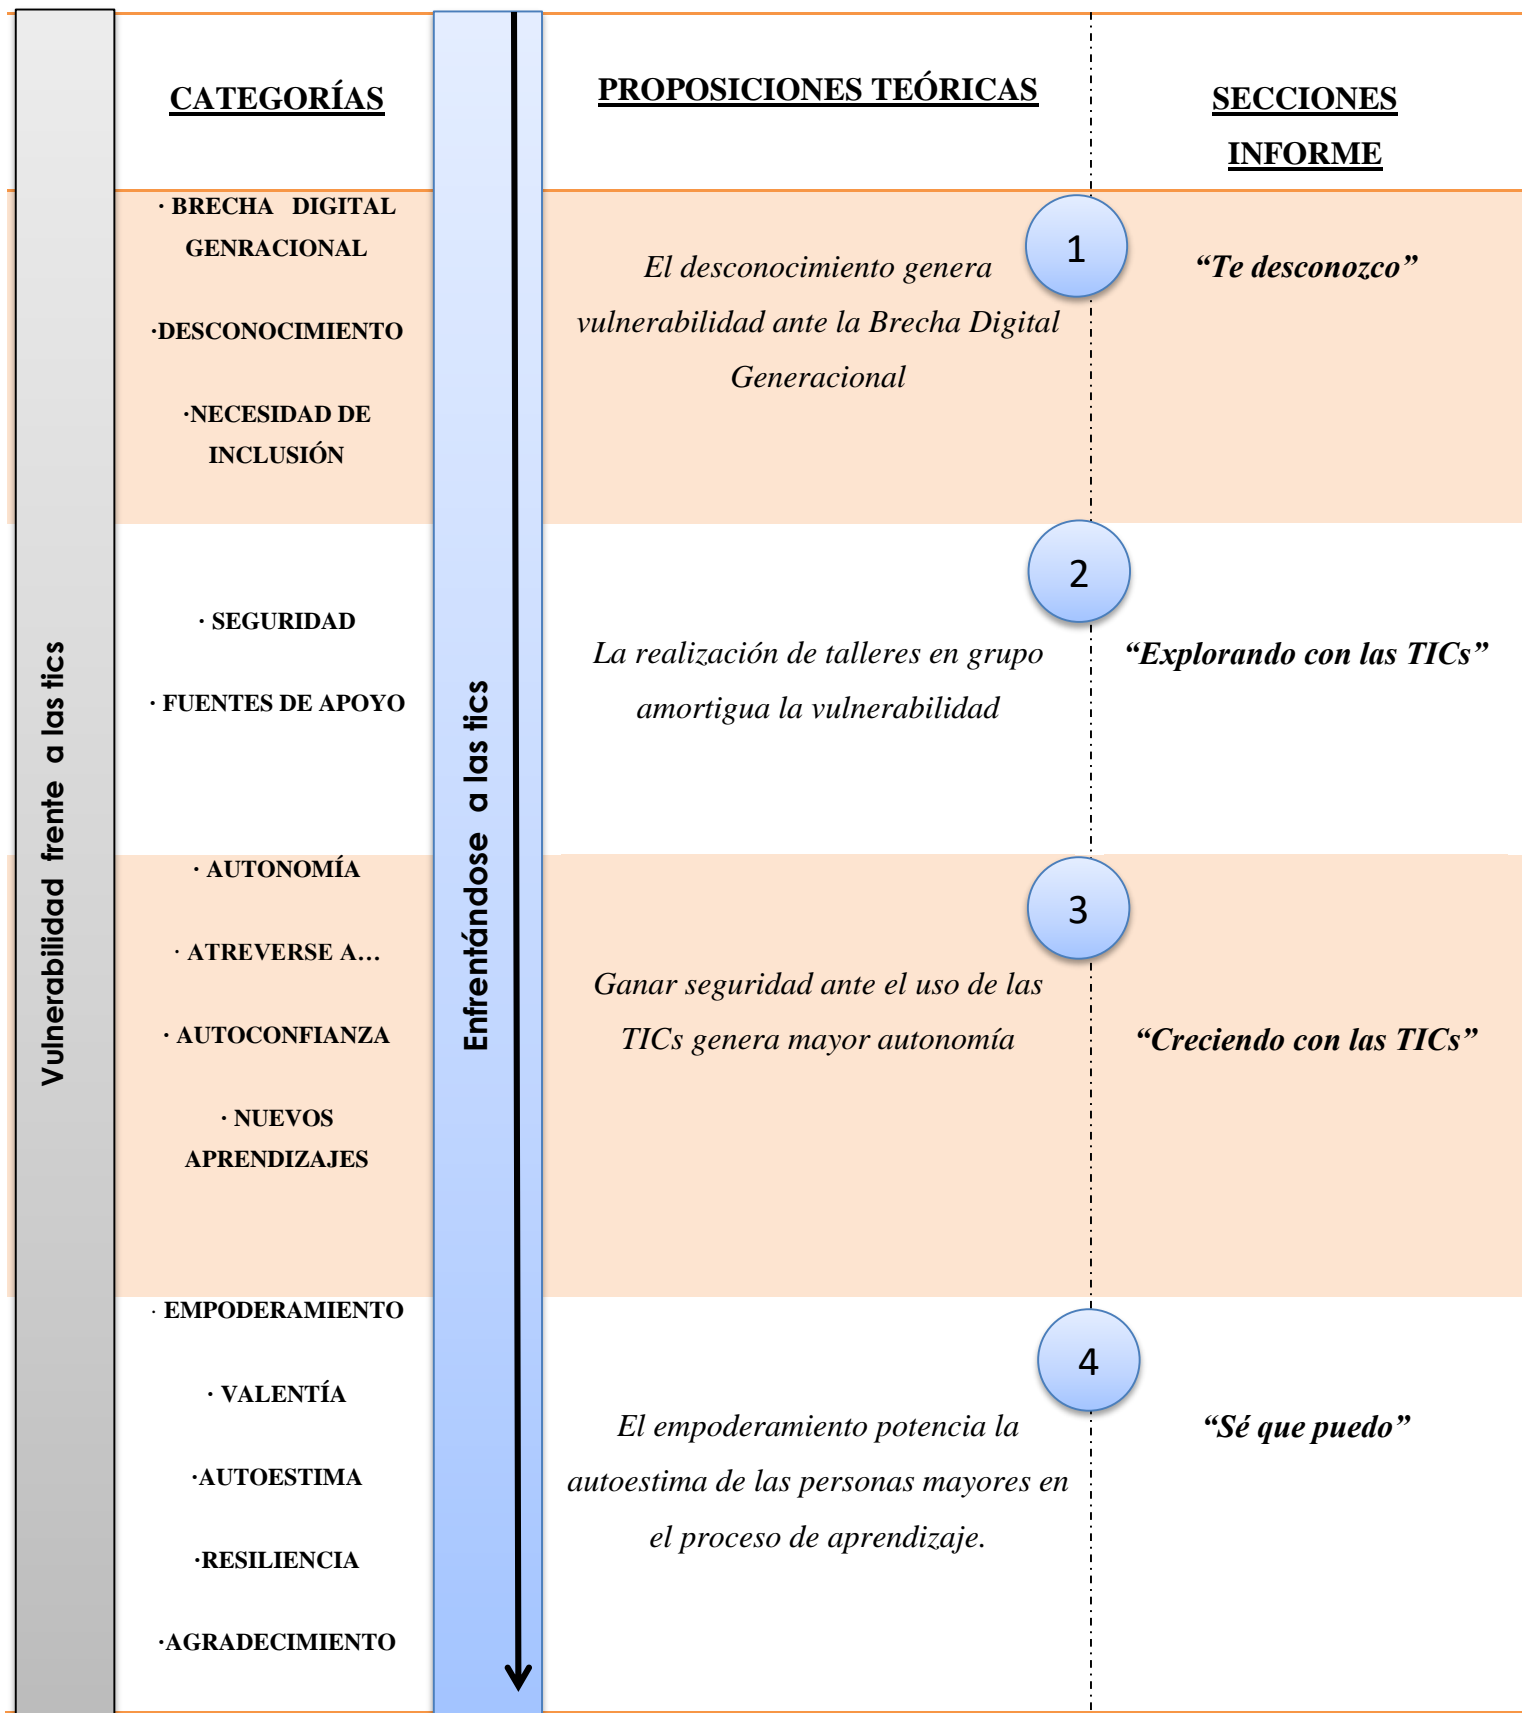 CATEGORÍAS
PROPOSICIONES TEÓRICAS
SECCIONES
INFORME
Vulnerabilidad frente a las tics
Enfrentándose a las tics
· BRECHA DIGITAL
GENRACIONAL
·DESCONOCIMIENTO
·NECESIDAD DE
INCLUSIÓN
El desconocimiento genera
vulnerabilidad ante la Brecha Digital
Generacional
1
“Te desconozco”
· SEGURIDAD
· FUENTES DE APOYO
La realización de talleres en grupo
amortigua la vulnerabilidad
2
“Explorando con las TICs”
· AUTONOMÍA
· ATREVERSE A…
· AUTOCONFIANZA
· NUEVOS
APRENDIZAJES
Ganar seguridad ante el uso de las
TICs genera mayor autonomía
3
“Creciendo con las TICs”
· EMPODERAMIENTO
· VALENTÍA
·AUTOESTIMA
·RESILIENCIA
·AGRADECIMIENTO
El empoderamiento potencia la
autoestima de las personas mayores en
el proceso de aprendizaje.
4
“Sé que puedo”